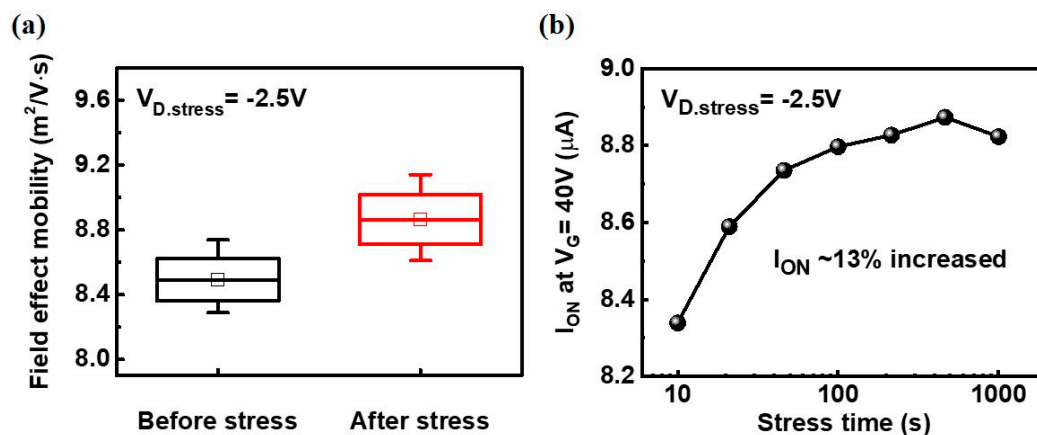 (a)
Field effect mobility (m²/V·s)
9.6
9.2
8.8
8.4
8.0
V_D.stress= -2.5V
Before stress
After stress
(b)
I_ON at V_G= 40V (μA)
9.0
8.8
8.6
8.4
8.2
V_D.stress= -2.5V
I_ON ~13% increased
10
100
1000
Stress time (s)